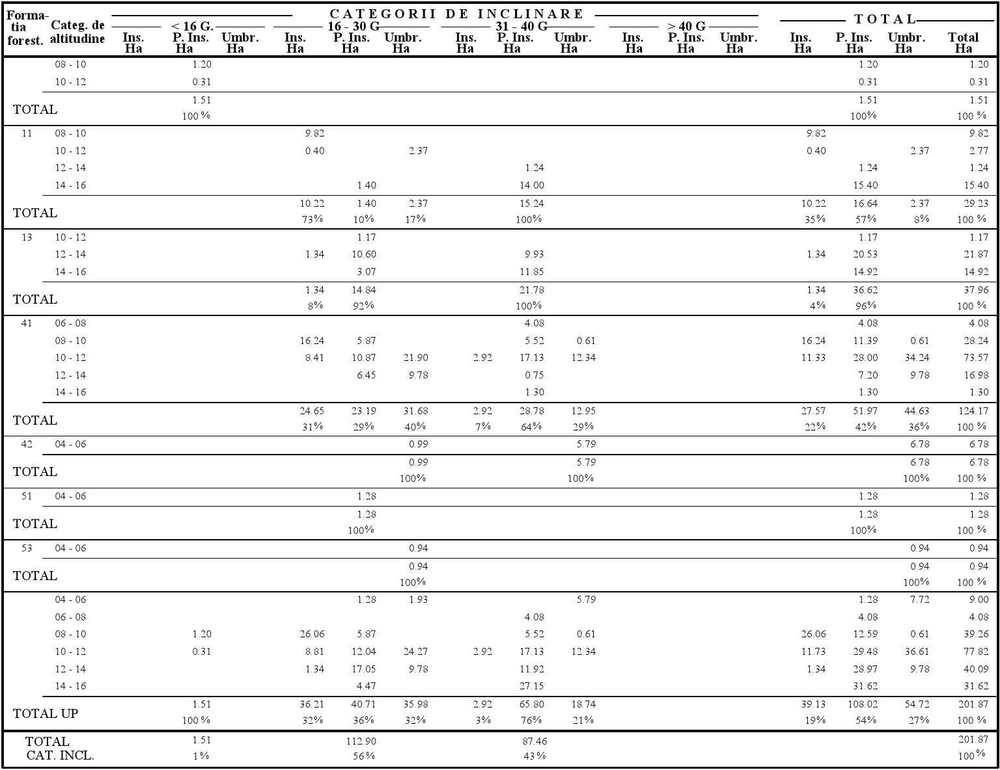 Forma- CATEGORII DE INCLINARE TOTAL
tia Categ. de < 16 G. 16 - 30 G 31 - 40 G > 40 G
forest. altitudine Ins. P. Ins. Umbr. Ins. P. Ins. Umbr. Ins. P. Ins. Umbr. Ins. P. Ins. Umbr. Ins. P. Ins. Umbr. Total
Ha Ha Ha Ha Ha Ha Ha Ha Ha Ha Ha Ha Ha Ha Ha Ha
08 - 10 1.20 1.20 1.20
10 - 12 0.31 0.31 0.31
TOTAL 1.51 1.51 1.51
100 % 100% 100 %
11 08 - 10 9.82 9.82 9.82
10 - 12 0.40 2.37 0.40 2.37 2.77
12 - 14 1.24 1.24 1.24
14 - 16 1.40 14.00 15.40 15.40
TOTAL 10.22 1.40 2.37 15.24 10.22 16.64 2.37 29.23
73% 10% 17% 100% 35% 57% 8% 100 %
13 10 - 12 1.17 1.17 1.17
12 - 14 1.34 10.60 9.93 1.34 20.53 21.87
14 - 16 3.07 11.85 14.92 14.92
TOTAL 1.34 14.84 21.78 1.34 36.62 37.96
8% 92% 100% 4% 96% 100 %
41 06 - 08 4.08 4.08 4.08
08 - 10 16.24 5.87 5.52 0.61 16.24 11.39 0.61 28.24
10 - 12 8.41 10.87 21.90 2.92 17.13 12.34 11.33 28.00 34.24 73.57
12 - 14 6.45 9.78 0.75 7.20 9.78 16.98
14 - 16 1.30 1.30 1.30
TOTAL 24.65 23.19 31.68 2.92 28.78 12.95 27.57 51.97 44.63 124.17
31% 29% 40% 7% 64% 29% 22% 42% 36% 100 %
42 04 - 06 0.99 5.79 6.78 6.78
TOTAL 0.99 5.79 6.78 6.78
100% 100% 100% 100 %
51 04 - 06 1.28 1.28 1.28
TOTAL 1.28 1.28 1.28
100% 100% 100 %
53 04 - 06 0.94 0.94 0.94
TOTAL 0.94 0.94 0.94
100% 100% 100 %
04 - 06 1.28 1.93 5.79 1.28 7.72 9.00
06 - 08 4.08 4.08 4.08
08 - 10 1.20 26.06 5.87 5.52 0.61 26.06 12.59 0.61 39.26
10 - 12 0.31 8.81 12.04 24.27 2.92 17.13 12.34 11.73 29.48 36.61 77.82
12 - 14 1.34 17.05 9.78 11.92 1.34 28.97 9.78 40.09
14 - 16 4.47 27.15 31.62 31.62
TOTAL UP 1.51 36.21 40.71 35.98 2.92 65.80 18.74 39.13 108.02 54.72 201.87
100 % 32% 36% 32% 3% 76% 21% 19% 54% 27% 100 %
TOTAL 1.51 112.90 87.46 201.87
CAT. INCL. 1% 56% 43% 100%